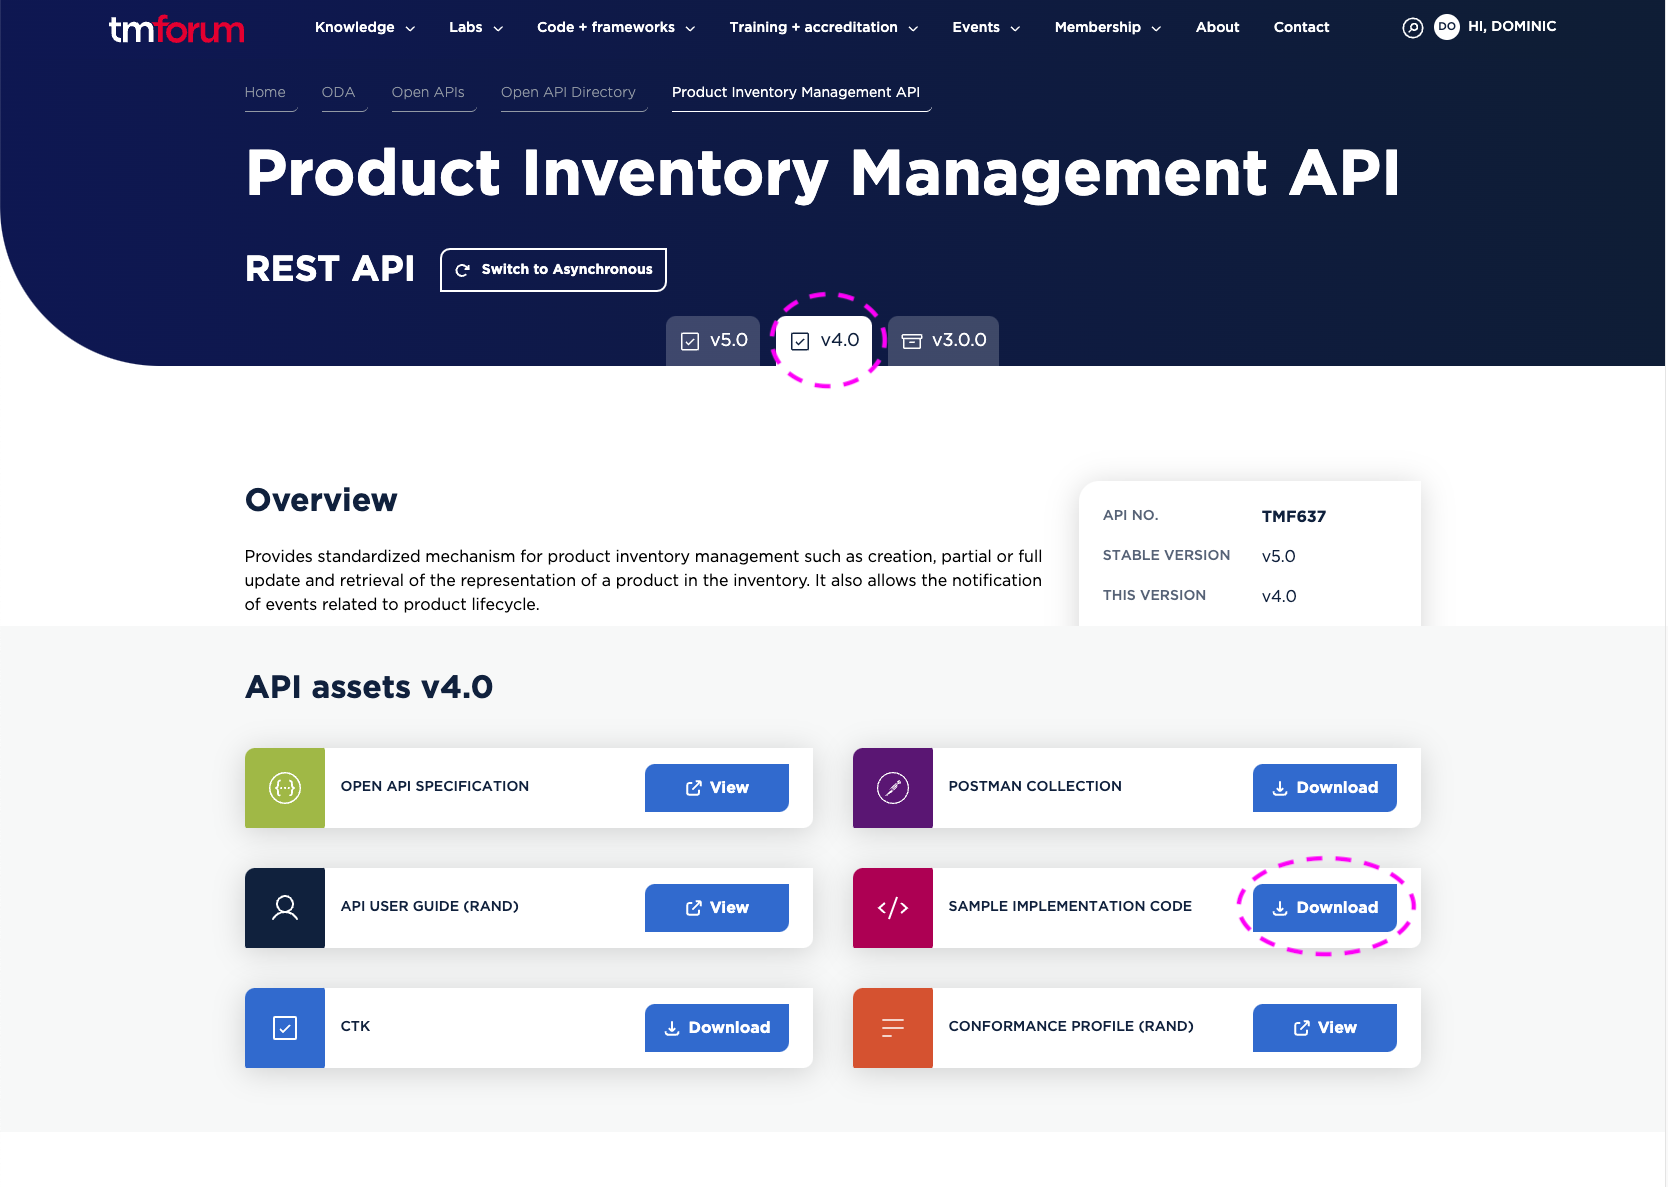 tmforum
Knowledge Labs Code + frameworks Training + accreditation Events Membership About Contact DO HI, DOMINIC
Home ODA Open APIs Open API Directory Product Inventory Management API
Product Inventory Management API
REST API Switch to Asynchronous
v5.0 v4.0 v3.0.0
Overview
Provides standardized mechanism for product inventory management such as creation, partial or full
update and retrieval of the representation of a product in the inventory. It also allows the notification
of events related to product lifecycle.
API NO. TMF637
STABLE VERSION v5.0
THIS VERSION v4.0
API assets v4.0
OPEN API SPECIFICATION View
POSTMAN COLLECTION Download
API USER GUIDE (RAND) View
SAMPLE IMPLEMENTATION CODE Download
CTK Download
CONFORMANCE PROFILE (RAND) View